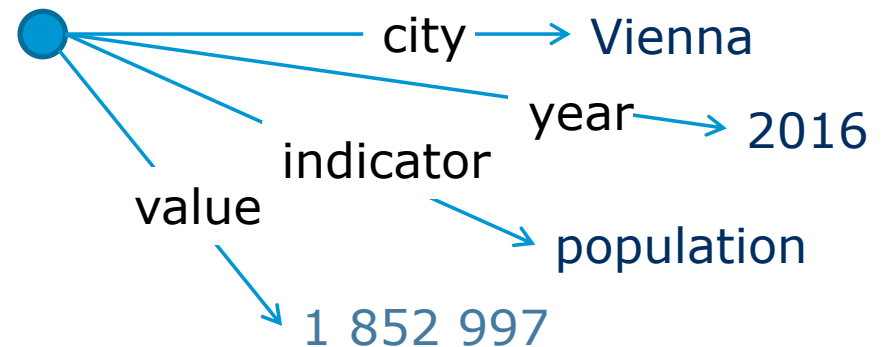 city Vienna
year 2016
indicator
population
value
1 852 997